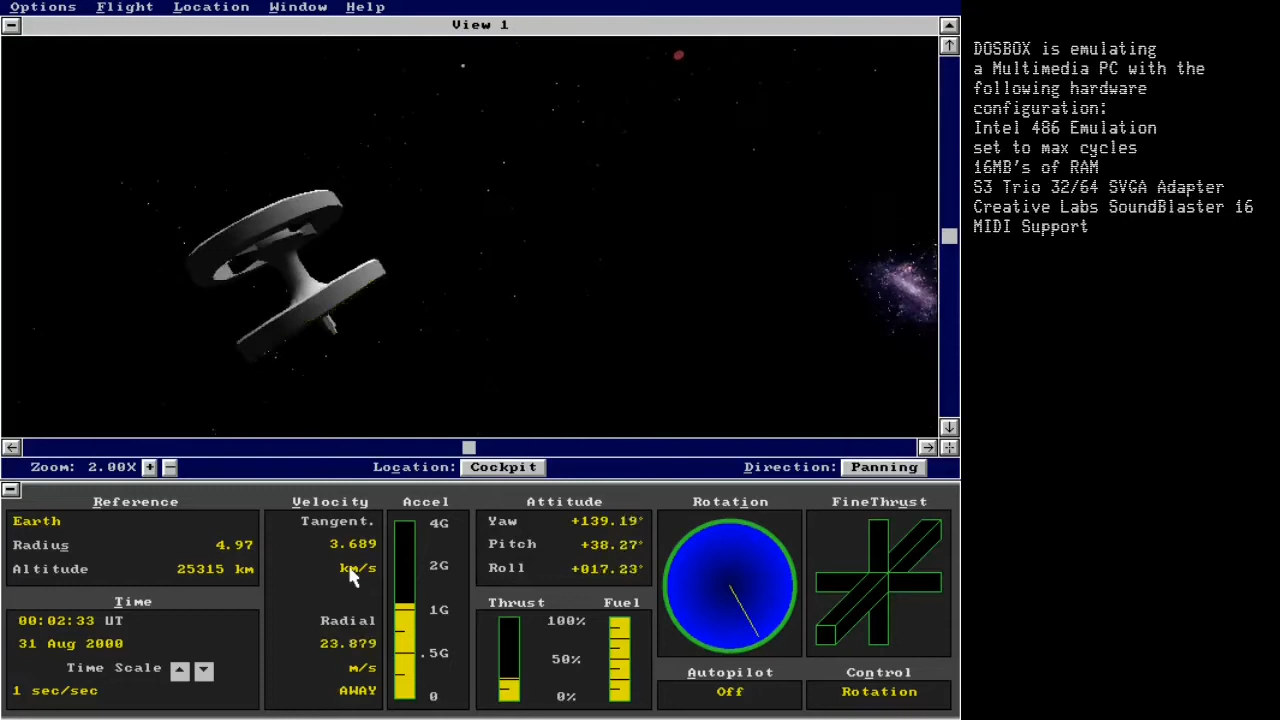 Options Flight Location Window Help
View 1
DOSBOX is emulating
a Multimedia PC with the
following hardware
configuration:
Intel 486 Emulation
set to max cycles
16MB's of RAM
S3 Trio 32/64 SVGA Adapter
Creative Labs SoundBlaster 16
MIDI Support
Zoom: 2.00X + − Location: Cockpit Direction: Panning
Reference
Earth
Radius 4.97
Altitude 25315 km
Time
00:02:33 UT
31 Aug 2000
Time Scale
1 sec/sec
Velocity
Tangent.
3.689
km/s
Radial
23.879
m/s
AWAY
Accel
4G
2G
1G
.5G
0
Attitude
Yaw +139.19°
Pitch +38.27°
Roll +017.23°
Thrust Fuel
100%
50%
0%
Rotation
Autopilot
Off
FineThrust
Control
Rotation